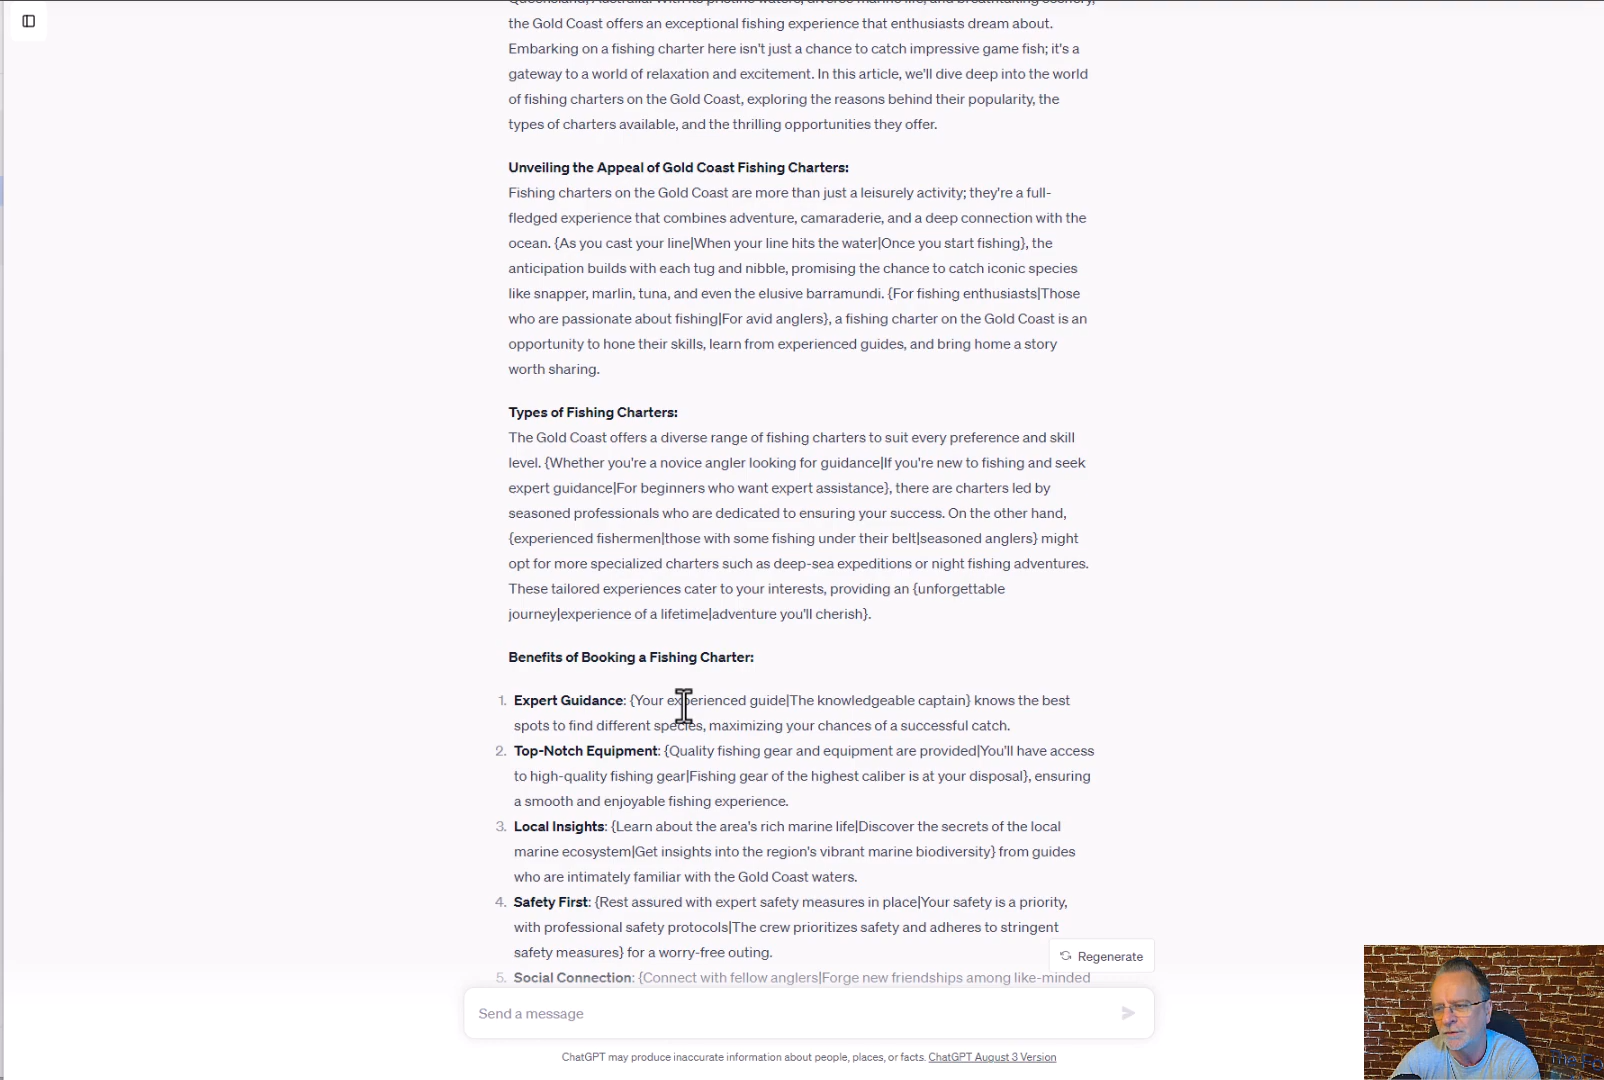 Queensland, Australia. With its pristine waters, diverse marine life, and breathtaking scenery,
the Gold Coast offers an exceptional fishing experience that enthusiasts dream about.
Embarking on a fishing charter here isn't just a chance to catch impressive game fish; it's a
gateway to a world of relaxation and excitement. In this article, we'll dive deep into the world
of fishing charters on the Gold Coast, exploring the reasons behind their popularity, the
types of charters available, and the thrilling opportunities they offer.
Unveiling the Appeal of Gold Coast Fishing Charters:
Fishing charters on the Gold Coast are more than just a leisurely activity; they're a full-
fledged experience that combines adventure, camaraderie, and a deep connection with the
ocean. {As you cast your line|When your line hits the water|Once you start fishing}, the
anticipation builds with each tug and nibble, promising the chance to catch iconic species
like snapper, marlin, tuna, and even the elusive barramundi. {For fishing enthusiasts|Those
who are passionate about fishing|For avid anglers}, a fishing charter on the Gold Coast is an
opportunity to hone their skills, learn from experienced guides, and bring home a story
worth sharing.
Types of Fishing Charters:
The Gold Coast offers a diverse range of fishing charters to suit every preference and skill
level. {Whether you're a novice angler looking for guidance|If you're new to fishing and seek
expert guidance|For beginners who want expert assistance}, there are charters led by
seasoned professionals who are dedicated to ensuring your success. On the other hand,
{experienced fishermen|those with some fishing under their belt|seasoned anglers} might
opt for more specialized charters such as deep-sea expeditions or night fishing adventures.
These tailored experiences cater to your interests, providing an {unforgettable
journey|experience of a lifetime|adventure you'll cherish}.
Benefits of Booking a Fishing Charter:
1. Expert Guidance: {Your experienced guide|The knowledgeable captain} knows the best
spots to find different species, maximizing your chances of a successful catch.
2. Top-Notch Equipment: {Quality fishing gear and equipment are provided|You'll have access
to high-quality fishing gear|Fishing gear of the highest caliber is at your disposal}, ensuring
a smooth and enjoyable fishing experience.
3. Local Insights: {Learn about the area's rich marine life|Discover the secrets of the local
marine ecosystem|Get insights into the region's vibrant marine biodiversity} from guides
who are intimately familiar with the Gold Coast waters.
4. Safety First: {Rest assured with expert safety measures in place|Your safety is a priority,
with professional safety protocols|The crew prioritizes safety and adheres to stringent
safety measures} for a worry-free outing.
Regenerate
5. Social Connection: {Connect with fellow anglers|Forge new friendships among like-minded
Send a message
ChatGPT may produce inaccurate information about people, places, or facts. ChatGPT August 3 Version